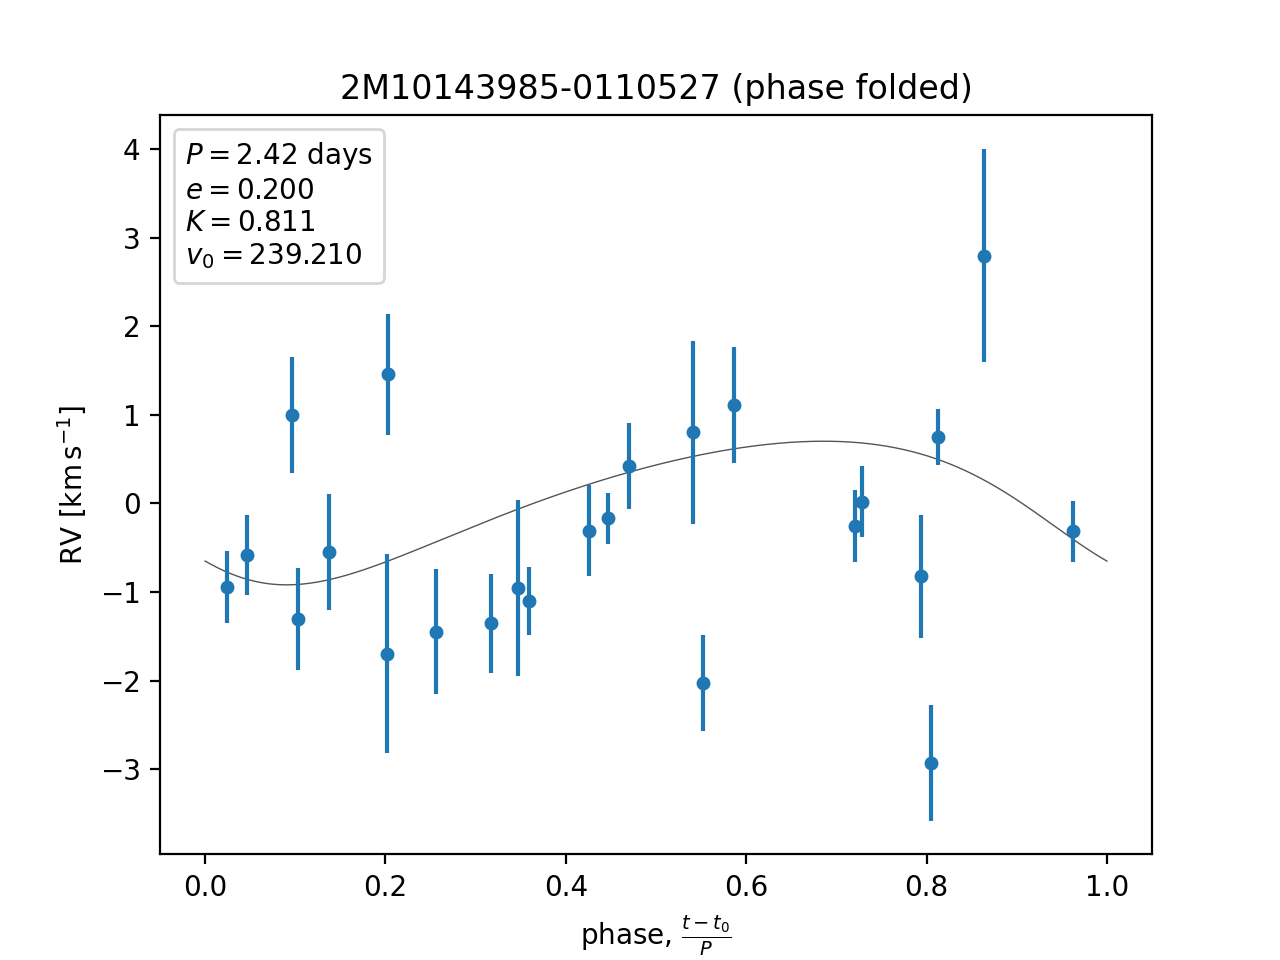 2M10143985-0110527 (phase folded)
P = 2.42 days
e = 0.200
K = 0.811
v₀ = 239.210
RV [km s⁻¹]
4
3
2
1
0
−1
−2
−3
0.0 0.2 0.4 0.6 0.8 1.0
phase, (t − t₀)/P